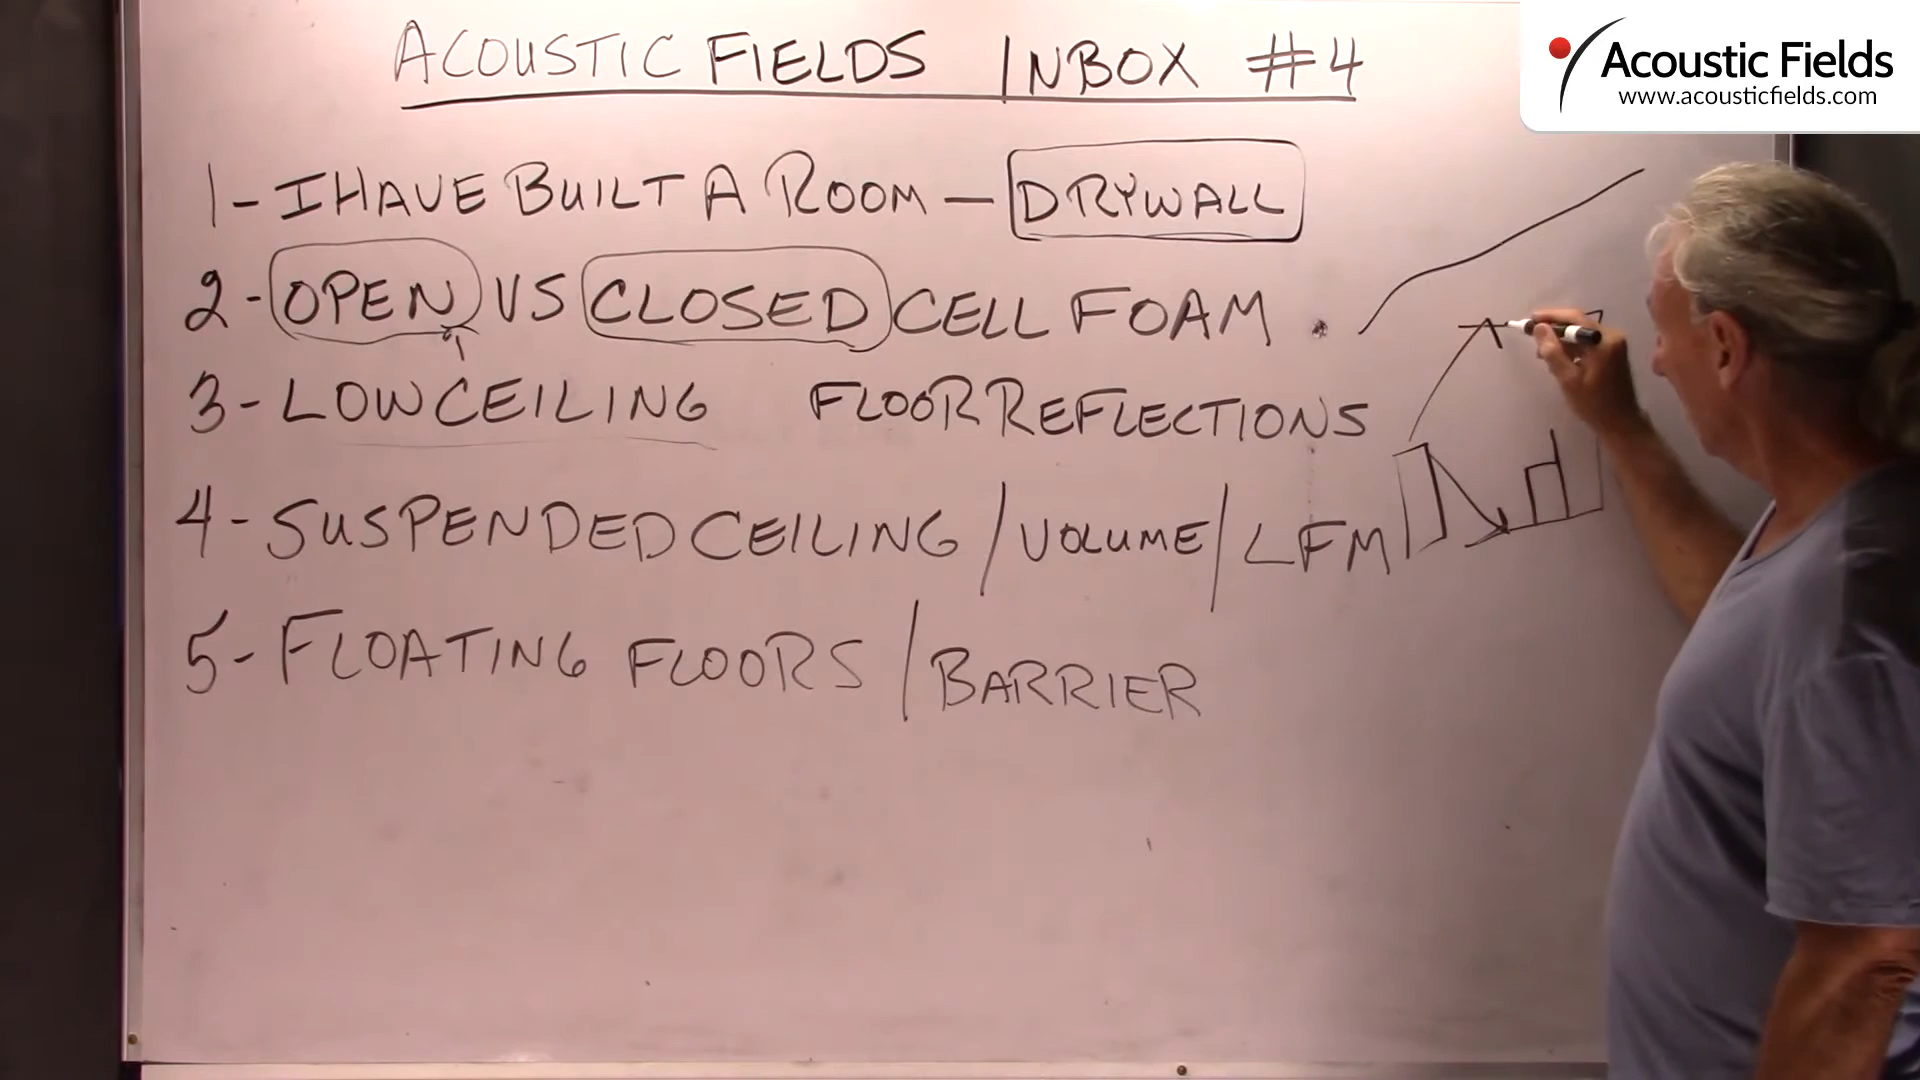 ACOUSTIC FIELDS INBOX #4
Acoustic Fields
www.acousticfields.com
1- I HAVE BUILT A ROOM — DRYWALL
2- OPEN VS CLOSED CELL FOAM .
3- LOW CEILING FLOOR REFLECTIONS
4- SUSPENDED CEILING / VOLUME / LFM
5- FLOATING FLOORS / BARRIER